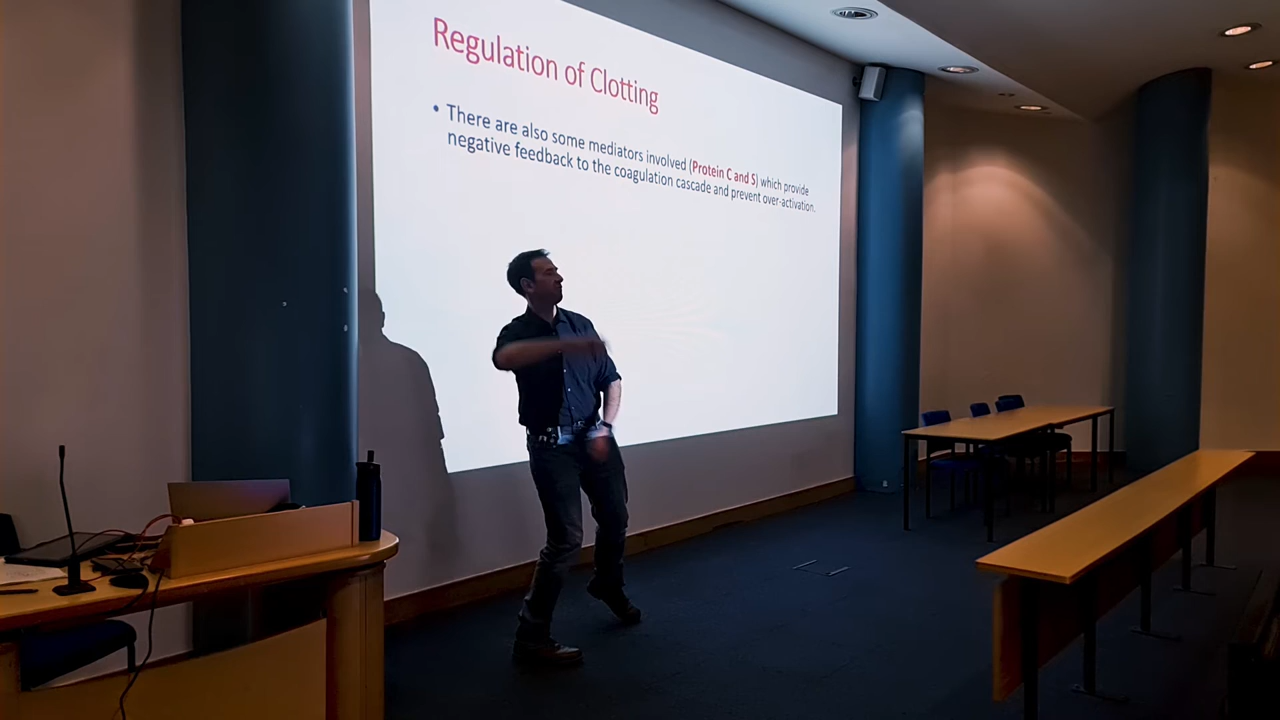 Regulation of Clotting
• There are also some mediators involved (Protein C and S) which provide
negative feedback to the coagulation cascade and prevent over-activation.